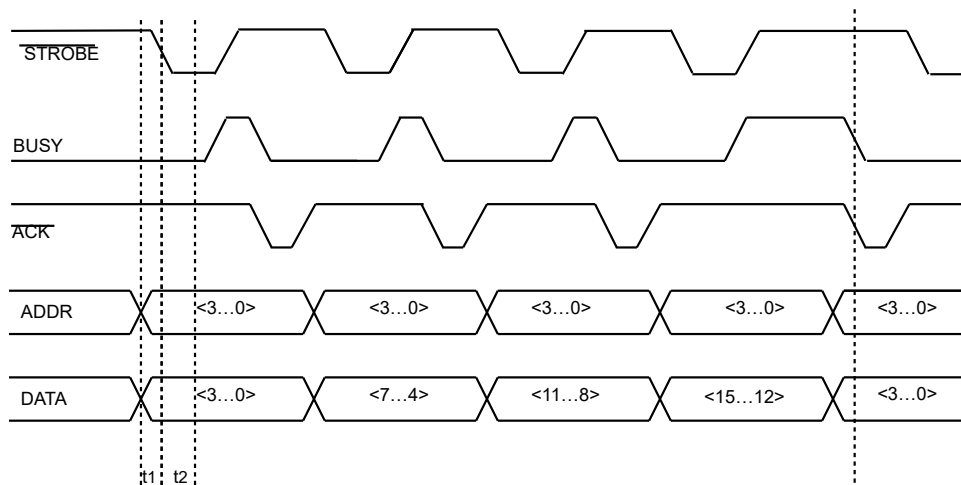 STROBE
BUSY
ACK
ADDR <3...0> <3...0> <3...0> <3...0> <3...0>
DATA <3...0> <7...4> <11...8> <15...12> <3...0>
t1 t2